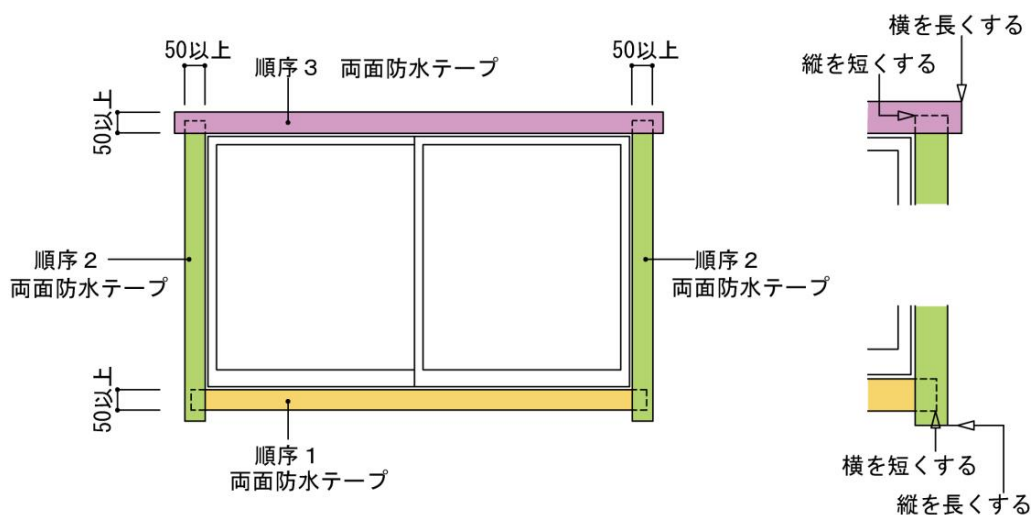 50以上
順序3 両面防水テープ
50以上
50以上
順序2
両面防水テープ
順序2
両面防水テープ
50以上
順序1
両面防水テープ
横を長くする
縦を短くする
横を短くする
縦を長くする